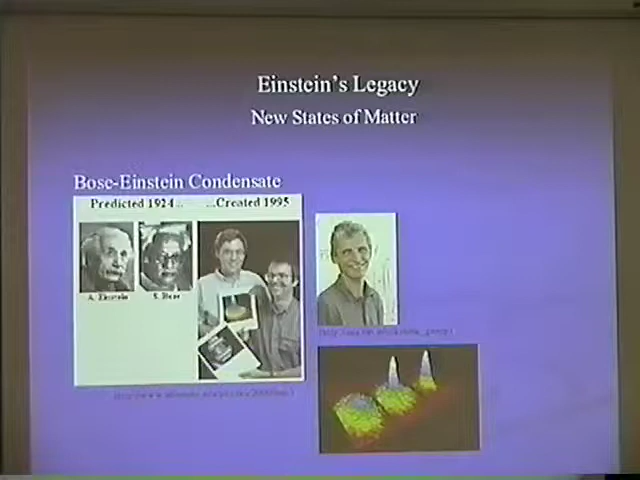 Einstein's Legacy
New States of Matter
Bose-Einstein Condensate
Predicted 1924... ...Created 1995
A. Einstein S. Bose